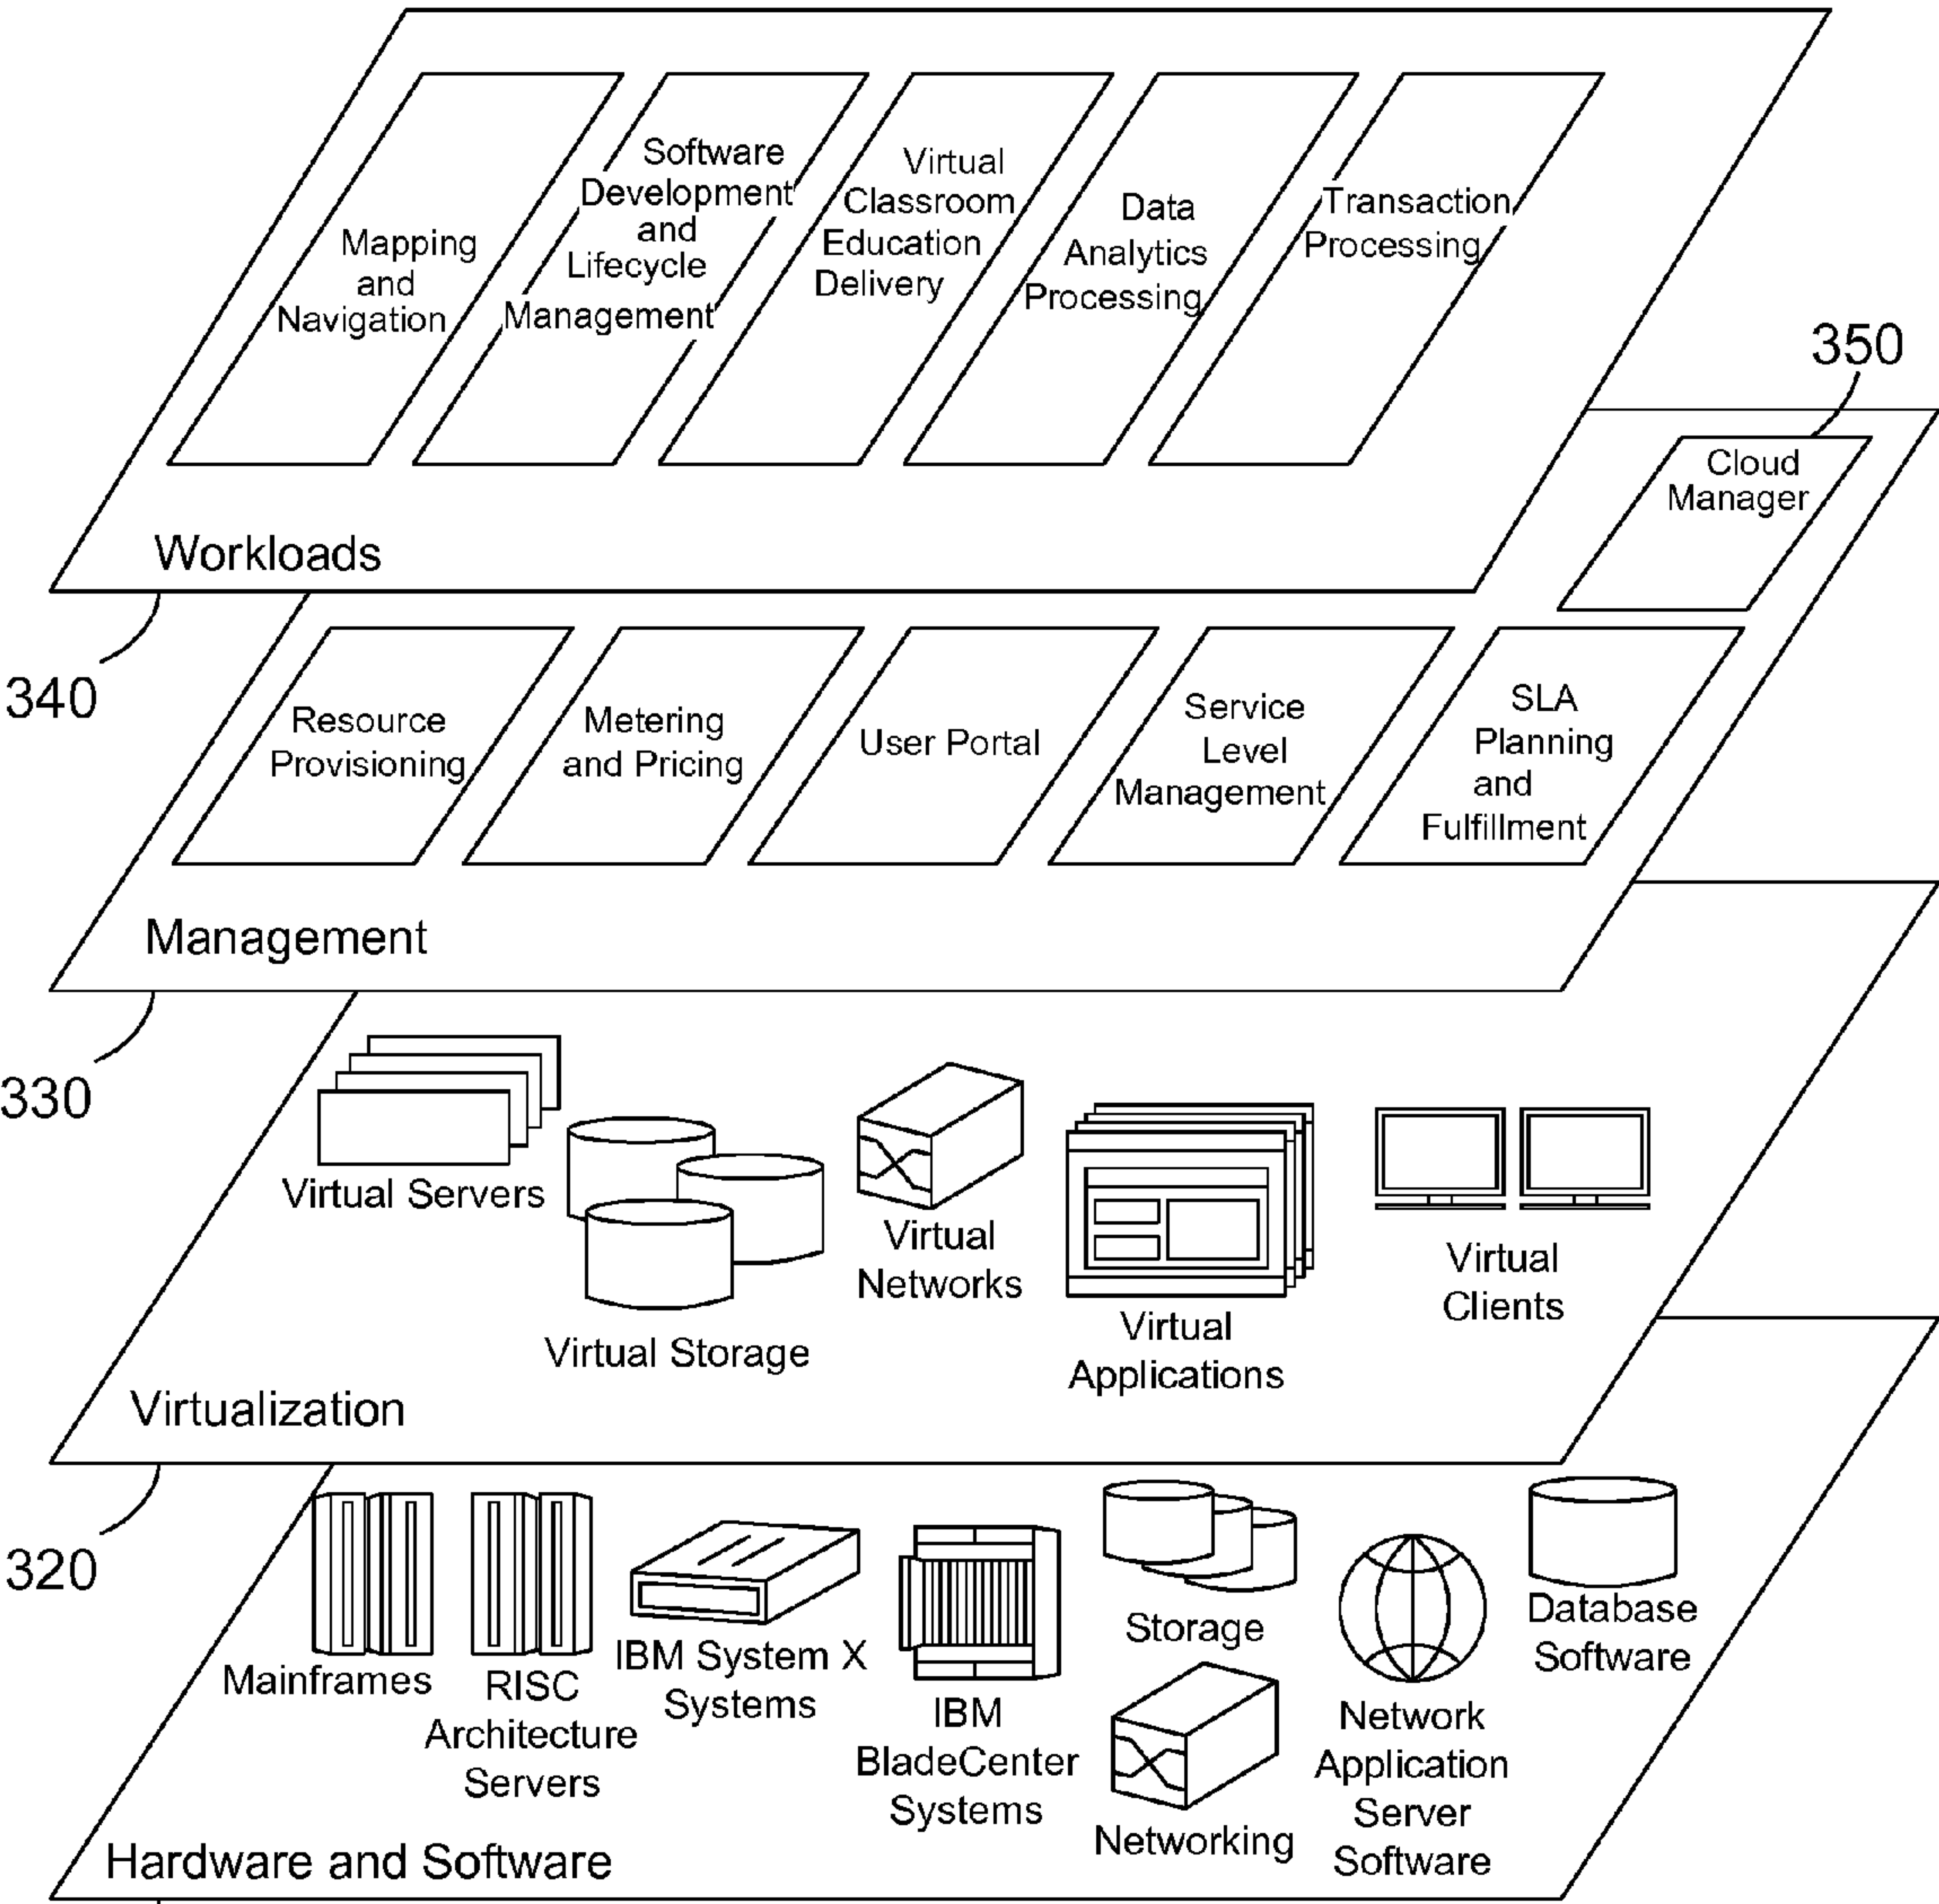 Mapping
and
Navigation
Software
Development
and
Lifecycle
Management
Virtual
Classroom
Education
Delivery
Data
Analytics
Processing
Transaction
Processing
350
Cloud
Manager
Workloads
340
Resource
Provisioning
Metering
and Pricing
User Portal
Service
Level
Management
SLA
Planning
and
Fulfillment
Management
330
Virtual Servers
Virtual Storage
Virtual
Networks
Virtual
Applications
Virtual
Clients
Virtualization
320
Mainframes
RISC
Architecture
Servers
IBM System X
Systems
IBM
BladeCenter
Systems
Storage
Networking
Network
Application
Server
Software
Database
Software
Hardware and Software